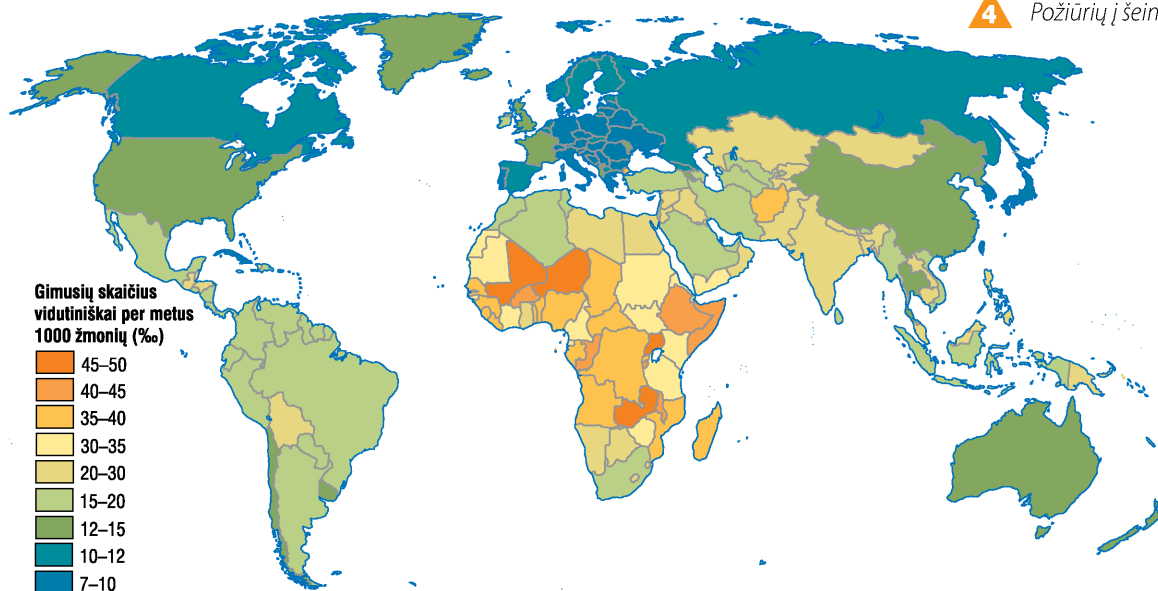 4 Požiūrių į šein
Gimusių skaičius
vidutiniškai per metus
1000 žmonių (‰)
45–50
40–45
35–40
30–35
20–30
15–20
12–15
10–12
7–10